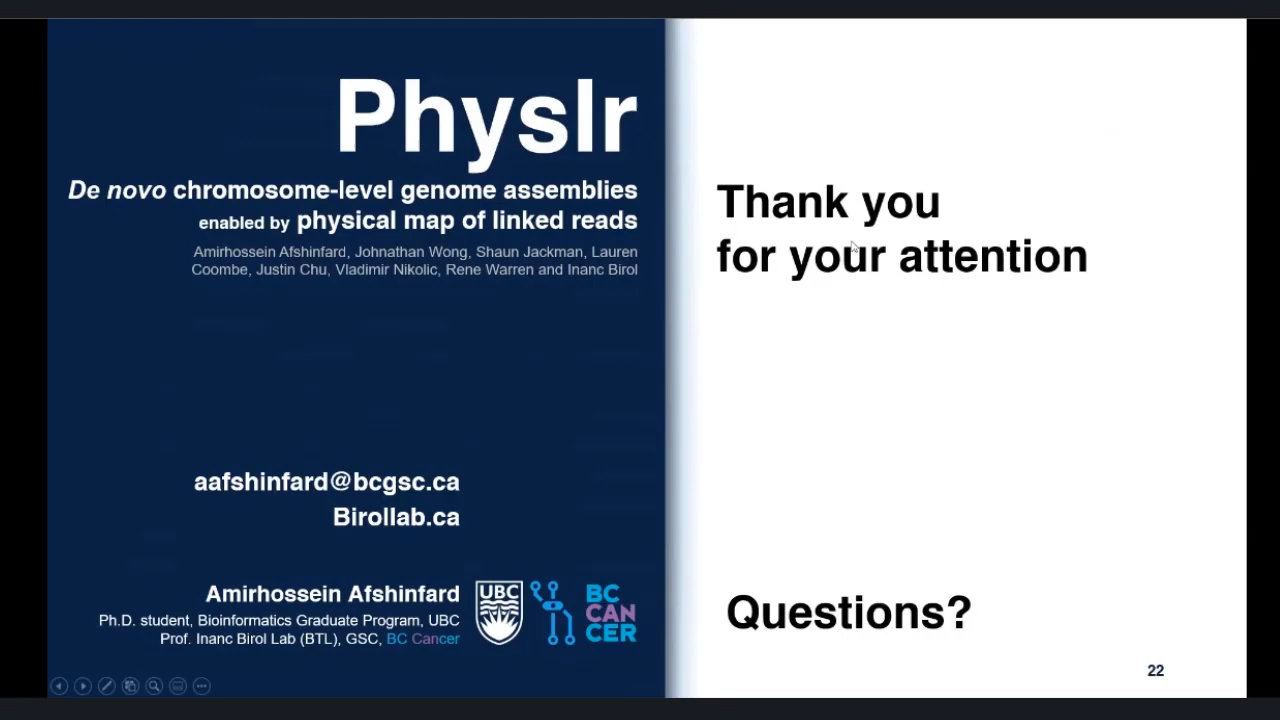 Physlr
De novo chromosome-level genome assemblies
enabled by physical map of linked reads
Amirhossein Afshinfard, Johnathan Wong, Shaun Jackman, Lauren
Coombe, Justin Chu, Vladimir Nikolic, Rene Warren and Inanc Birol
aafshinfard@bcgsc.ca
Birollab.ca
Amirhossein Afshinfard
Ph.D. student, Bioinformatics Graduate Program, UBC
Prof. Inanc Birol Lab (BTL), GSC, BC Cancer
UBC
BC
CAN
CER
Thank you
for your attention
Questions?
22